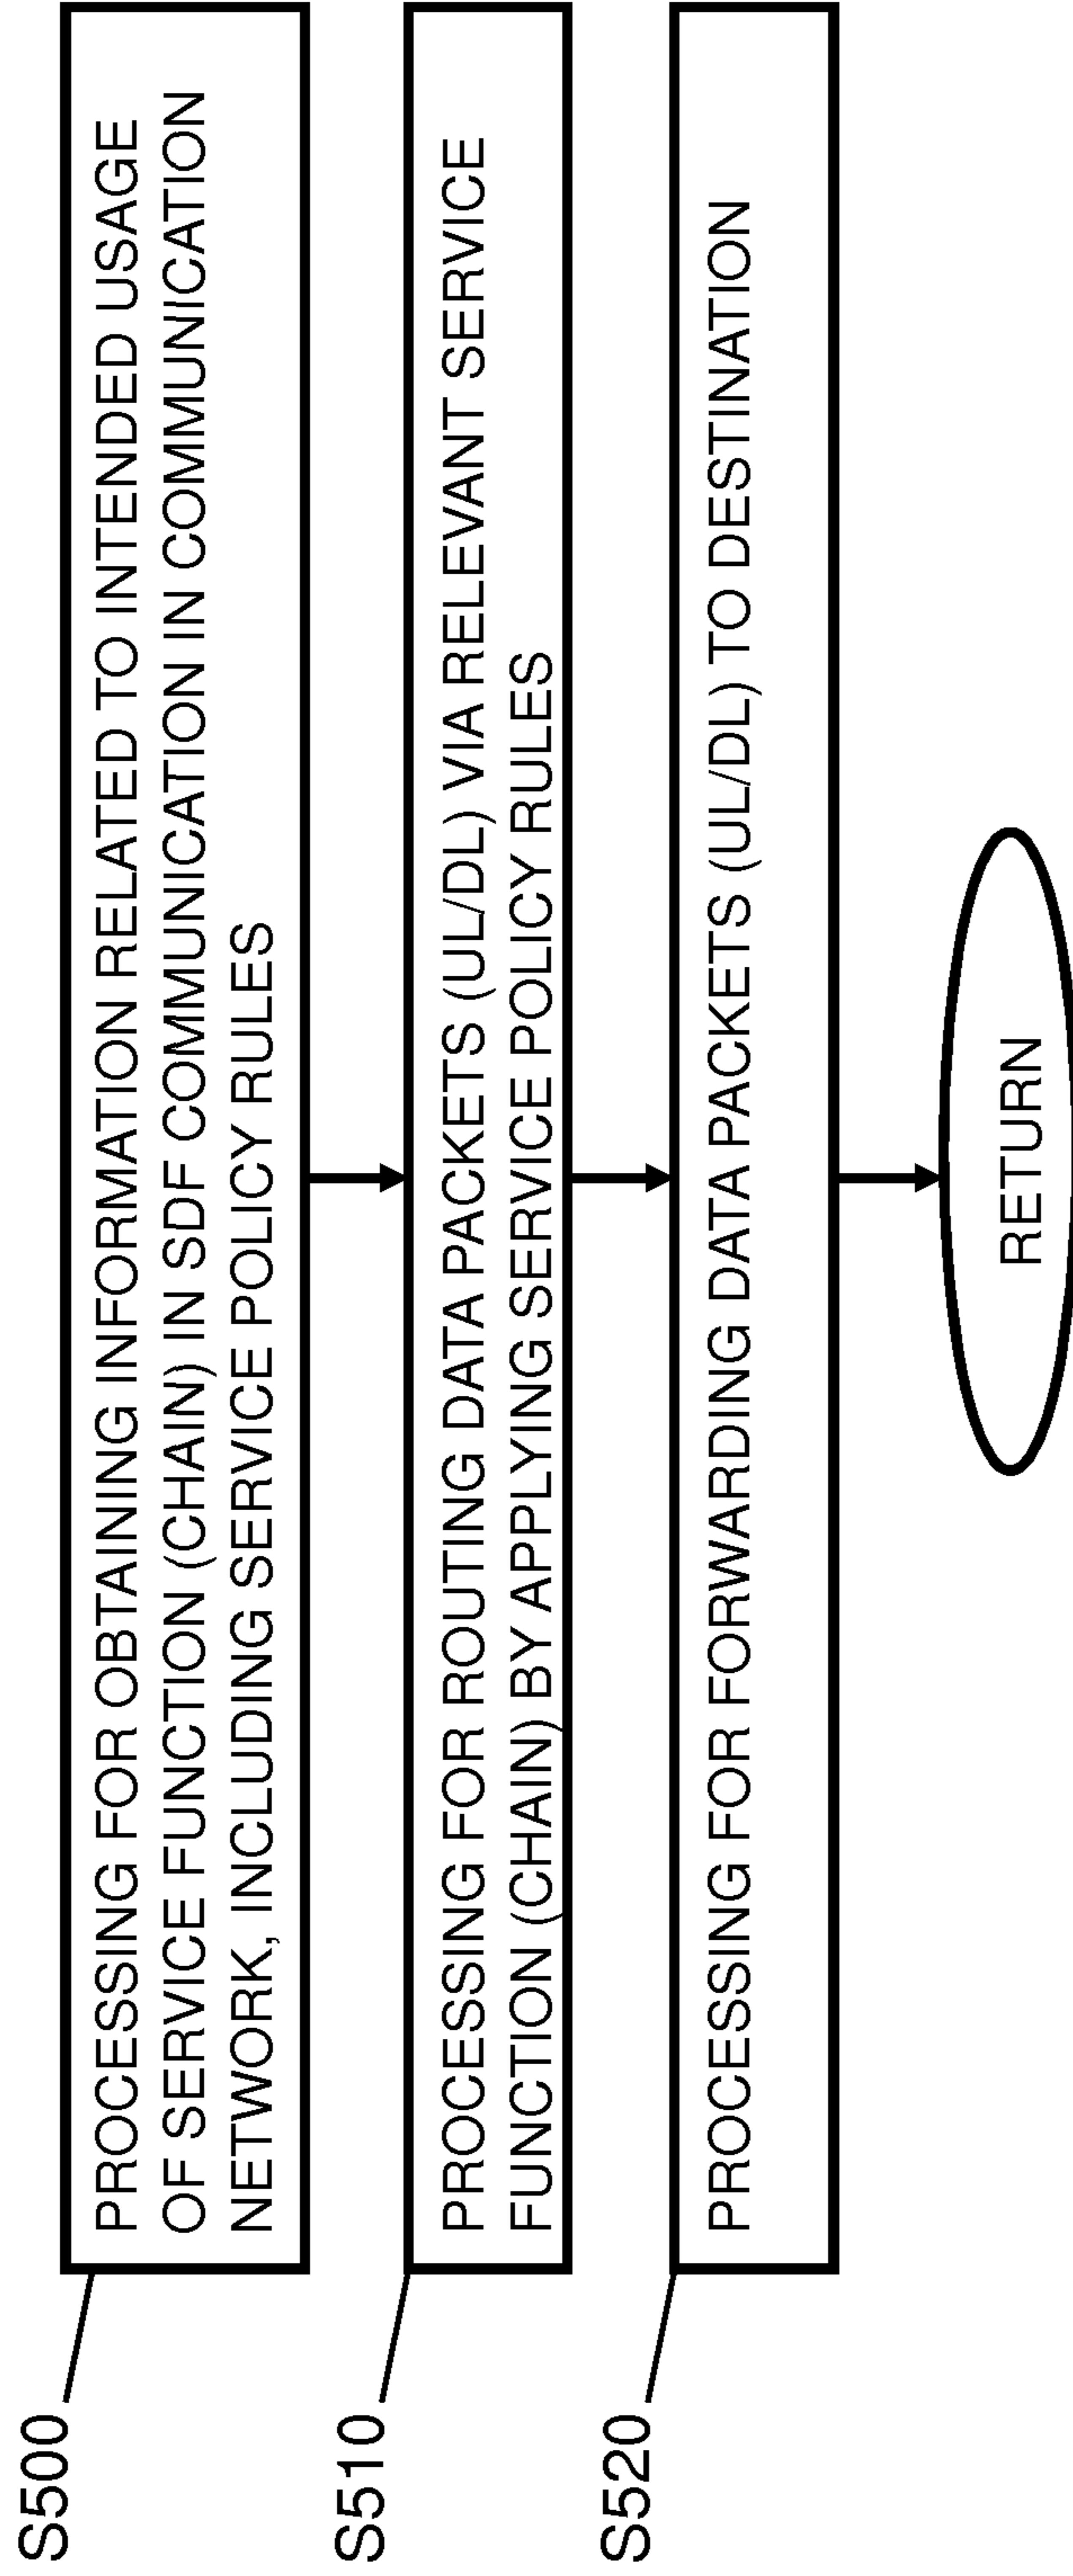 S500
PROCESSING FOR OBTAINING INFORMATION RELATED TO INTENDED USAGE
OF SERVICE FUNCTION (CHAIN) IN SDF COMMUNICATION IN COMMUNICATION
NETWORK, INCLUDING SERVICE POLICY RULES
S510
PROCESSING FOR ROUTING DATA PACKETS (UL/DL) VIA RELEVANT SERVICE
FUNCTION (CHAIN) BY APPLYING SERVICE POLICY RULES
S520
PROCESSING FOR FORWARDING DATA PACKETS (UL/DL) TO DESTINATION
RETURN